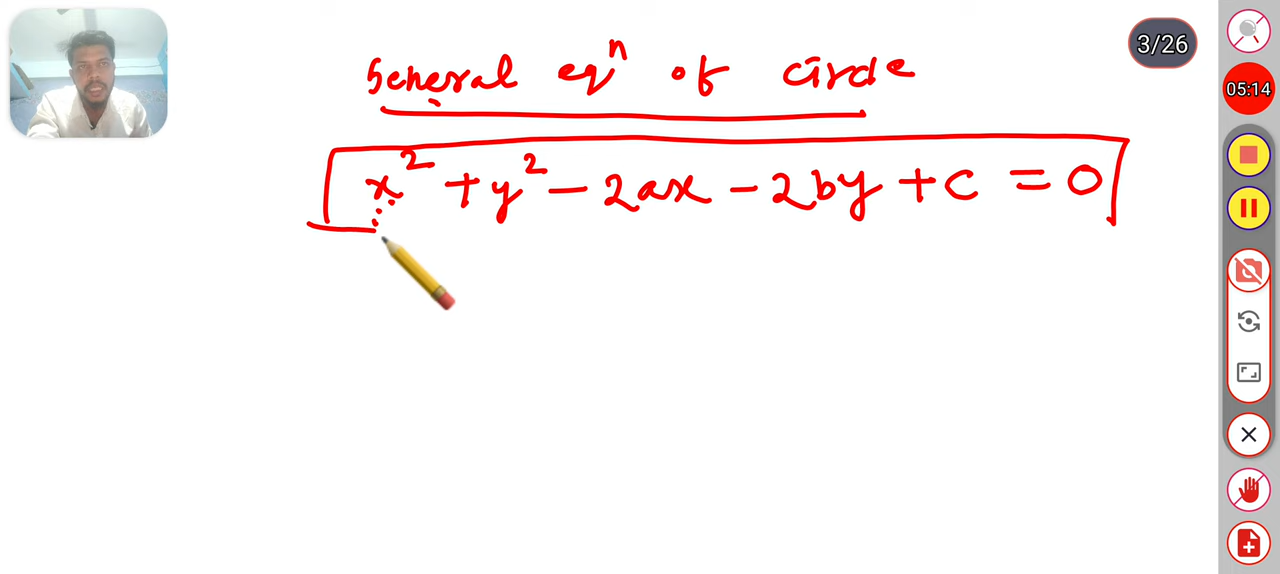 3/26
General eqⁿ of circle
05:14
x² + y² - 2ax - 2by + c = 0